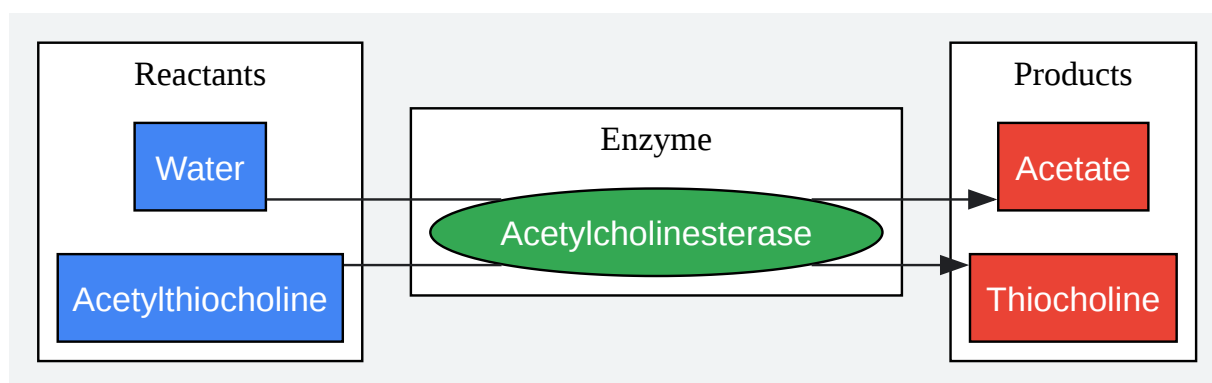 Reactants
Water
Acetylthiocholine
Enzyme
Acetylcholinesterase
Products
Acetate
Thiocholine